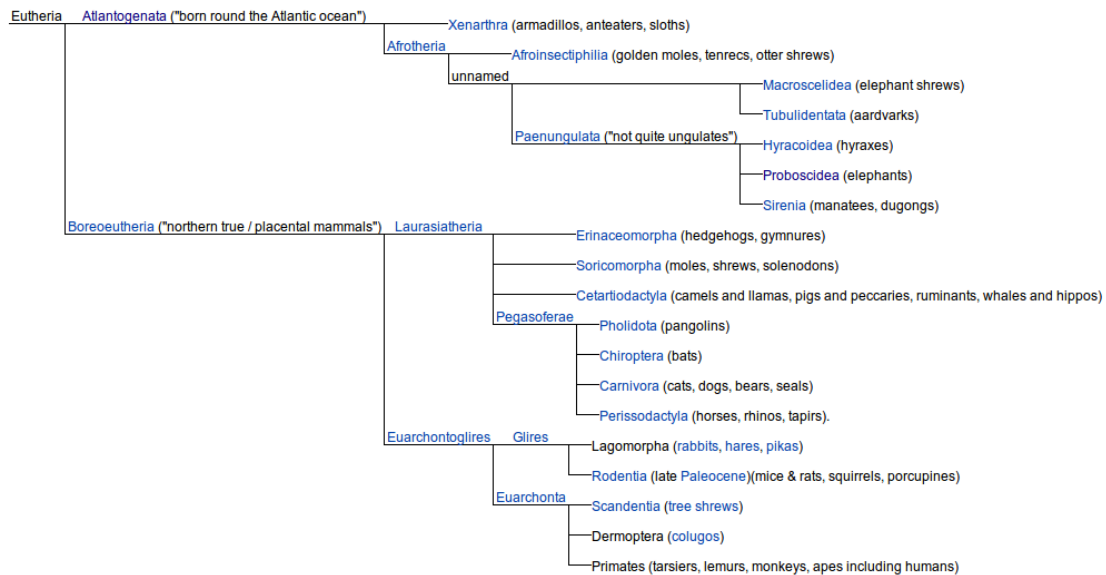 Eutheria Atlantogenata ("born round the Atlantic ocean")
Xenarthra (armadillos, anteaters, sloths)
Afrotheria
Afroinsectiphilia (golden moles, tenrecs, otter shrews)
unnamed
Macroscelidea (elephant shrews)
Tubulidentata (aardvarks)
Paenungulata ("not quite ungulates")
Hyracoidea (hyraxes)
Proboscidea (elephants)
Sirenia (manatees, dugongs)
Boreoeutheria ("northern true / placental mammals") Laurasiatheria
Erinaceomorpha (hedgehogs, gymnures)
Soricomorpha (moles, shrews, solenodons)
Cetartiodactyla (camels and llamas, pigs and peccaries, ruminants, whales and hippos)
Pegasoferae
Pholidota (pangolins)
Chiroptera (bats)
Carnivora (cats, dogs, bears, seals)
Perissodactyla (horses, rhinos, tapirs).
Euarchontoglires Glires
Lagomorpha (rabbits, hares, pikas)
Rodentia (late Paleocene)(mice & rats, squirrels, porcupines)
Euarchonta
Scandentia (tree shrews)
Dermoptera (colugos)
Primates (tarsiers, lemurs, monkeys, apes including humans)